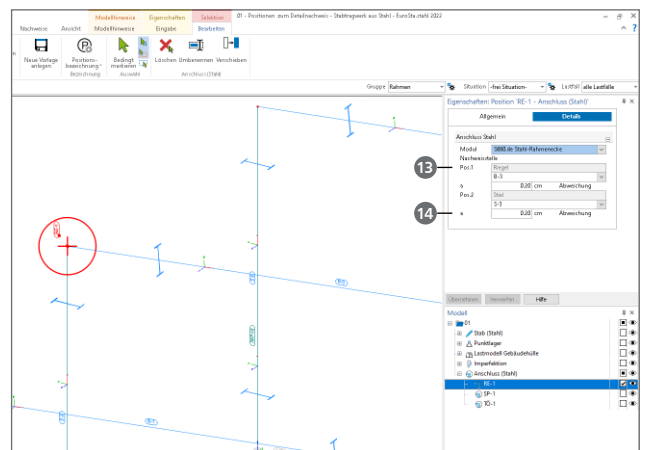 Modellhinweise Eigenschaften Selektion 01 - Positionen zum Detailnachweis - Stabtragwerk aus Stahl - EuroSta.stahl 2022
Nachweise Ansicht Modellhinweise Eingabe Bearbeiten
Neue Vorlage anlegen
Positions-bezeichnung
Bedingt markieren
Löschen Umbenennen Verschieben
Bezeichnung Auswahl Anschluss (Stahl)
Gruppe Rahmen Situation -frei Situation- Lastfall alle Lastfälle
Eigenschaften: Position 'RE-1 - Anschluss (Stahl)'
Allgemein Details
Anschluss Stahl
Modul S880.de Stahl-Rahmenecke
Nachweisstelle
13 Pos.1 Riegel
B-3
0.20 cm Abweichung
Pos.2 Stiel
S-3
14 a 0.20 cm Abweichung
Übernehmen Verwerfen Hilfe
Modell
01
Stab (Stahl)
Punktlager
Lastmodell Gebäudehülle
Imperfektion
Anschluss (Stahl)
RE-1
SP-1
TQ-1